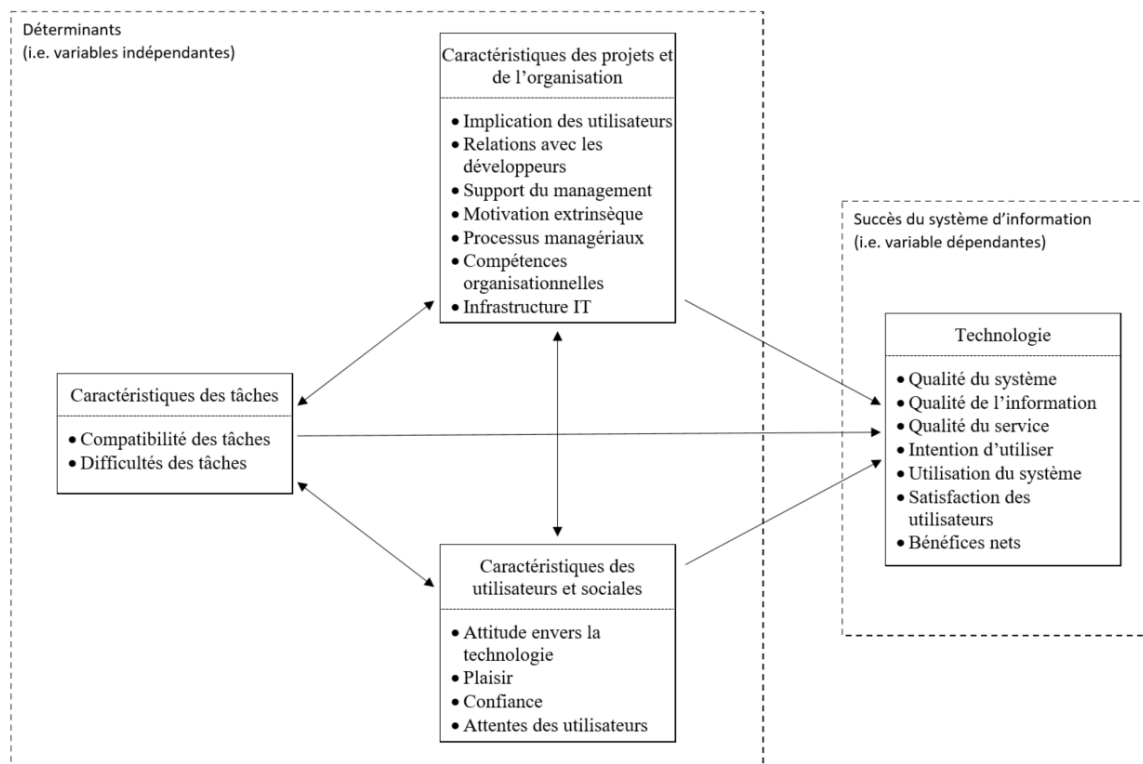 Déterminants
(i.e. variables indépendantes)
Caractéristiques des projets et
de l’organisation
• Implication des utilisateurs
• Relations avec les
développeurs
• Support du management
• Motivation extrinsèque
• Processus managériaux
• Compétences
organisationnelles
• Infrastructure IT
Caractéristiques des tâches
• Compatibilité des tâches
• Difficultés des tâches
Caractéristiques des
utilisateurs et sociales
• Attitude envers la
technologie
• Plaisir
• Confiance
• Attentes des utilisateurs
Succès du système d’information
(i.e. variable dépendantes)
Technologie
• Qualité du système
• Qualité de l’information
• Qualité du service
• Intention d’utiliser
• Utilisation du système
• Satisfaction des
utilisateurs
• Bénéfices nets